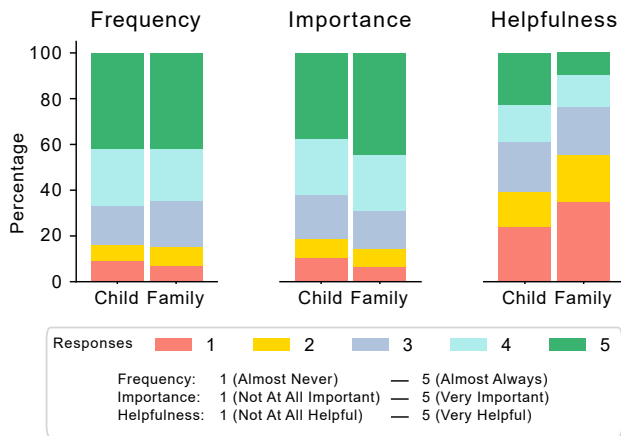 Frequency Importance Helpfulness
Percentage
100
80
60
40
20
0
Child Family Child Family Child Family
Responses 1 2 3 4 5
Frequency: 1 (Almost Never) — 5 (Almost Always)
Importance: 1 (Not At All Important) — 5 (Very Important)
Helpfulness: 1 (Not At All Helpful) — 5 (Very Helpful)